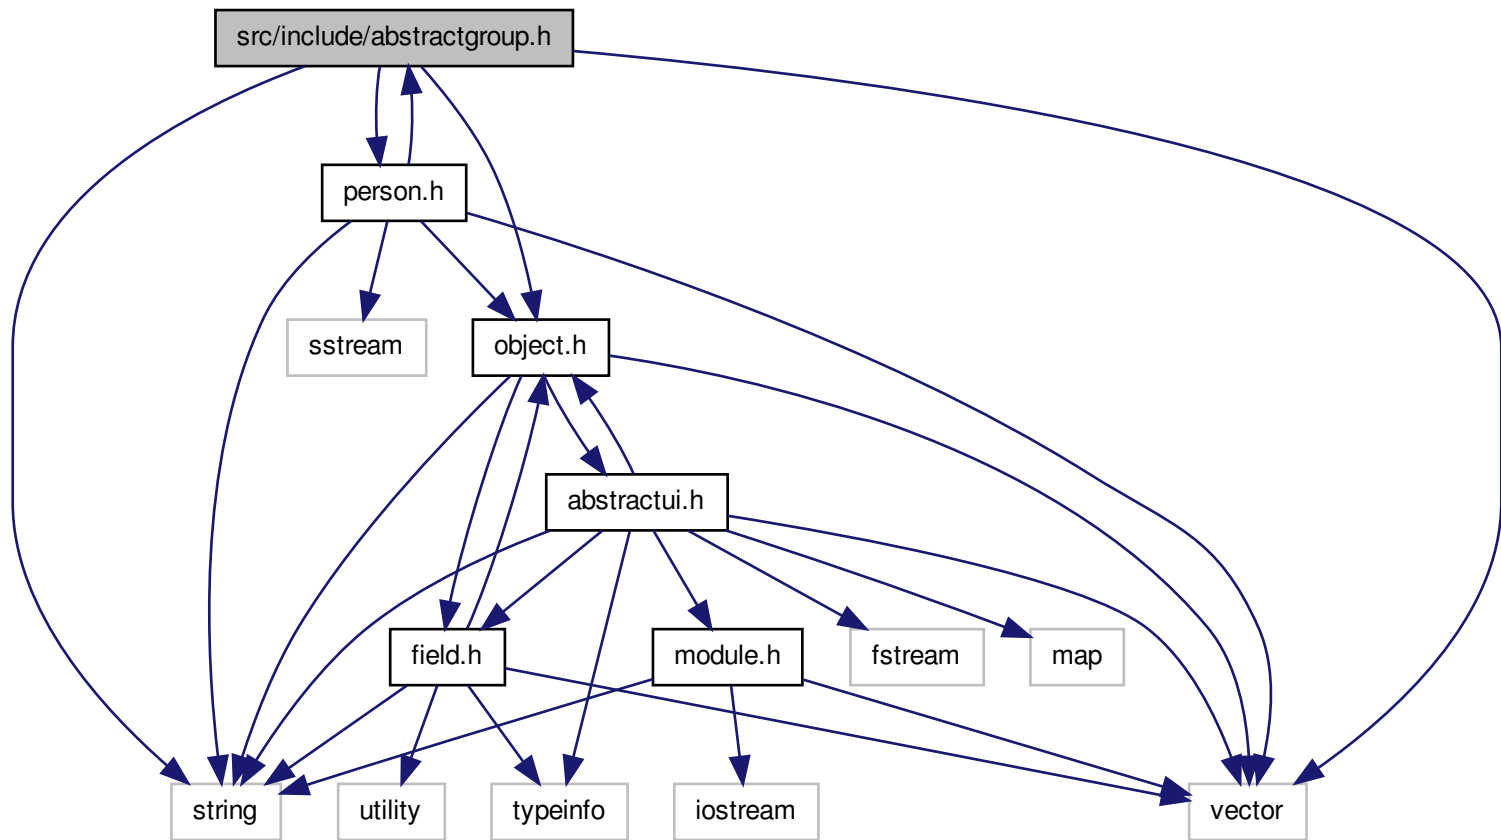 src/include/abstractgroup.h
person.h
sstream
object.h
abstractui.h
field.h
module.h
fstream
map
string
utility
typeinfo
iostream
vector